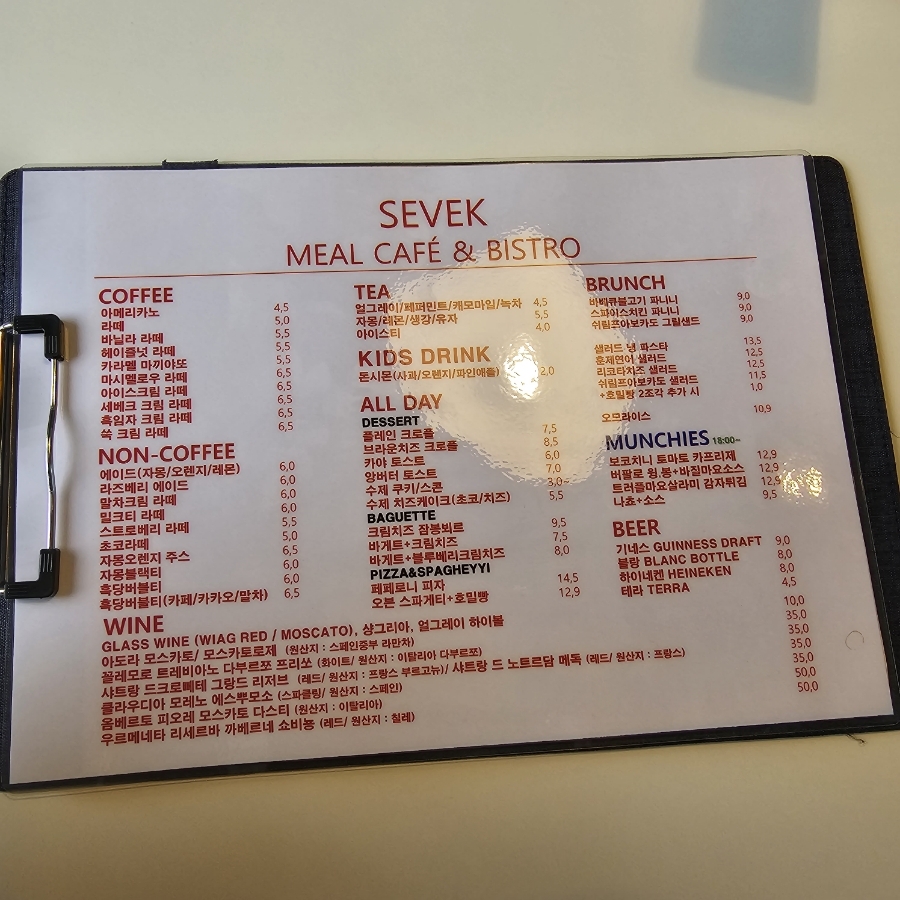 SEVEK
MEAL CAFÉ & BISTRO
COFFEE
아메리카노 4,5
라떼 5,0
바닐라 라떼 5,5
헤이즐넛 라떼 5,5
카라멜 마끼아또 5,5
마시멜로우 라떼 6,5
아이스크림 라떼 6,5
세베크 크림 라떼 6,5
흑임자 크림 라떼 6,5
쑥 크림 라떼 6,5
NON-COFFEE
에이드(자몽/오렌지/레몬) 6,0
라즈베리 에이드 6,0
말차크림 라떼 6,0
밀크티 라떼 6,0
스트로베리 라떼 5,5
초코라떼 5,0
자몽오렌지 주스 6,5
자몽블랙티 6,0
흑당버블티 6,0
흑당버블티(카페/카카오/말차) 6,5
TEA
얼그레이/페퍼민트/캐모마일/녹차 4,5
자몽/레몬/생강/유자 5,5
아이스티 4,0
KIDS DRINK
돈시몬(사과/오렌지/파인애플) 2,0
ALL DAY
DESSERT
플레인 크로플 7,5
브라운치즈 크로플 8,5
카야 토스트 6,0
앙버터 토스트 7,0
수제 쿠키/스콘 3,0~
수제 치즈케이크(초코/치즈) 5,5
BAGUETTE
크림치즈 잠봉뵈르 9,5
바게트+크림치즈 7,5
바게트+블루베리크림치즈 8,0
PIZZA&SPAGHEYYI
페페로니 피자 14,5
오븐 스파게티+호밀빵 12,9
BRUNCH
바베큐불고기 파니니 9,0
스파이스치킨 파니니 9,0
쉬림프아보카도 그릴샌드 9,0
샐러드 냉 파스타 13,5
훈제연어 샐러드 12,5
리코타치즈 샐러드 12,5
쉬림프아보카도 샐러드 11,5
+호밀빵 2조각 추가 시 1,0
오므라이스 10,9
MUNCHIES 18:00~
보코치니 토마토 카프리제 12,9
버팔로 윙.봉+바질마요소스 12,9
트러플마요살라미 감자튀김 12,9
나쵸+소스 9,5
BEER
기네스 GUINNESS DRAFT 9,0
블랑 BLANC BOTTLE 8,0
하이네켄 HEINEKEN 8,0
테라 TERRA 4,5
WINE
GLASS WINE (WIAG RED / MOSCATO), 샹그리아, 얼그레이 하이볼 10,0
아도라 모스카토/ 모스카토로제 (원산지 : 스페인중부 라만차) 35,0
꼴레모로 트레비아노 다부르쪼 프리쏘 (화이트/ 원산지 : 이탈리아 다부르쪼) 35,0
샤트랑 드크로삐테 그랑드 리저브 (레드/ 원산지 : 프랑스 부르고뉴)/ 샤트랑 드 노트르담 메독 (레드/ 원산지 : 프랑스) 35,0
클라우디아 모레노 에스뿌모소 (스파클링/ 원산지 : 스페인) 35,0
옴베르토 피오레 모스카토 다스티 (원산지 : 이탈리아) 50,0
우르메네타 리세르바 까베르네 쇼비뇽 (레드/ 원산지 : 칠레) 50,0